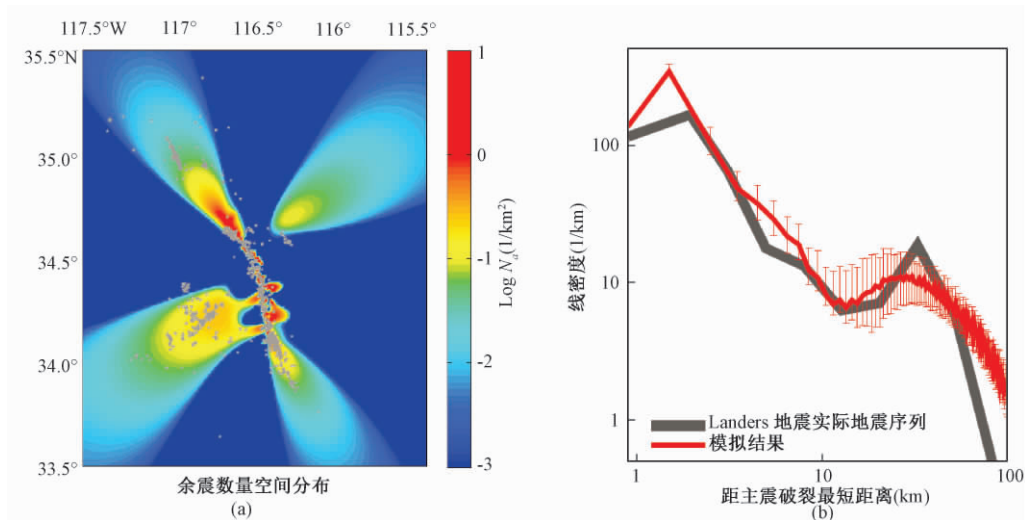 117.5°W 117° 116.5° 116° 115.5°
35.5°N
35.0°
34.5°
34.0°
33.5°
1
0
-1
-2
-3
Log Nₐ(1/km²)
余震数量空间分布
(a)
100
10
1
线密度(1/km)
Landers 地震实际地震序列
模拟结果
1 10 100
距主震破裂最短距离(km)
(b)